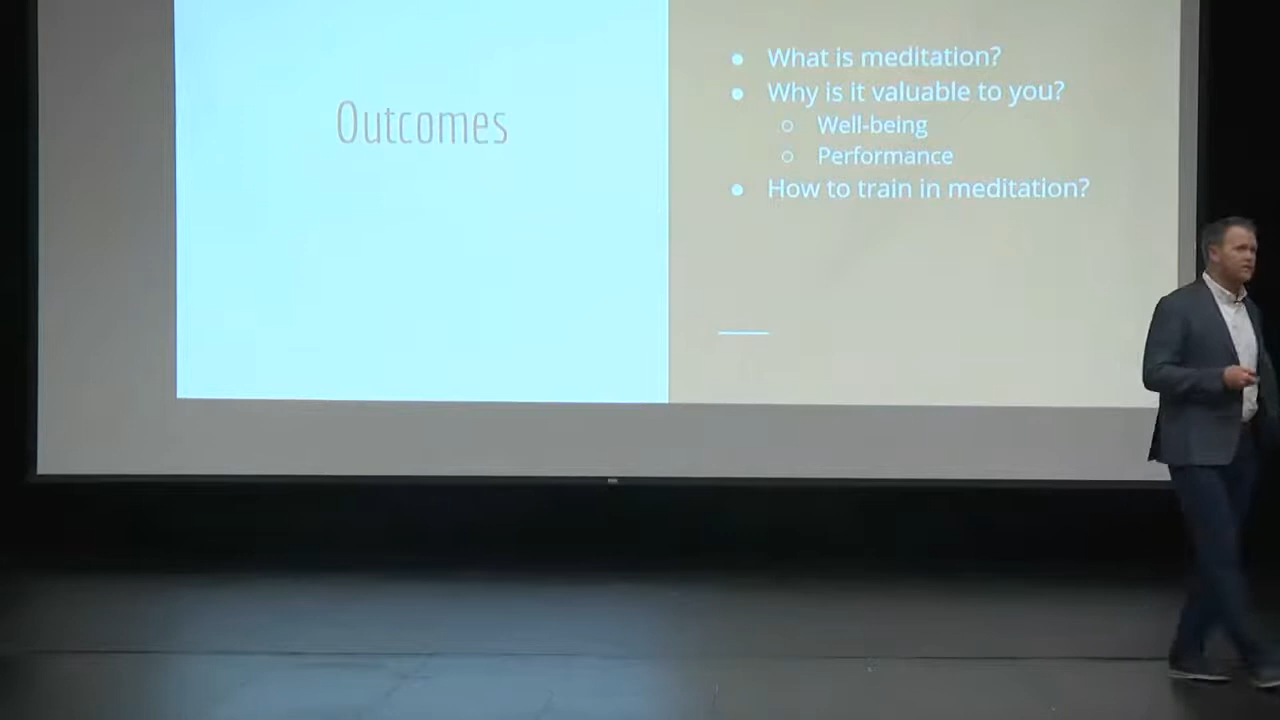 Outcomes
● What is meditation?
● Why is it valuable to you?
○ Well-being
○ Performance
● How to train in meditation?